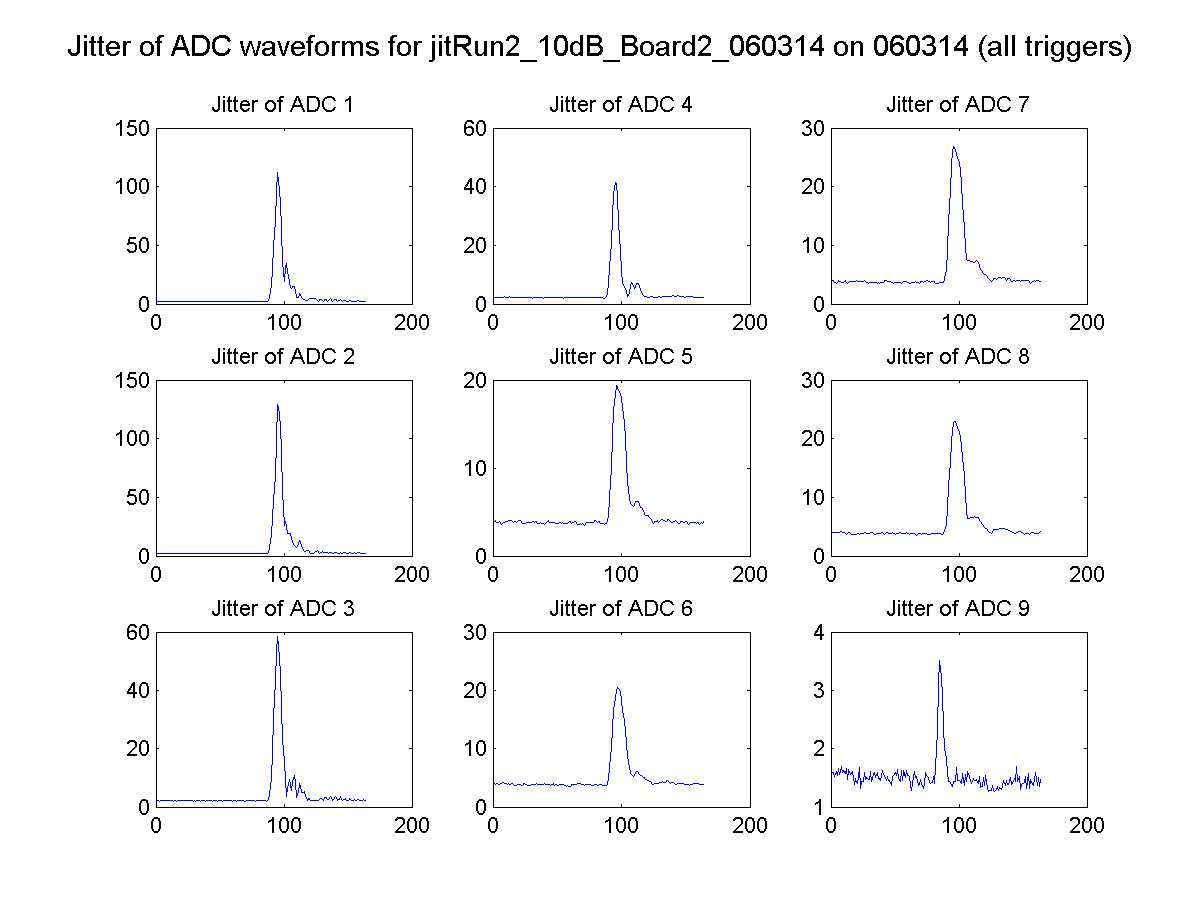 Jitter of ADC waveforms for jitRun2_10dB_Board2_060314 on 060314 (all triggers)
Jitter of ADC 1
150
100
50
0
0 100 200
Jitter of ADC 4
60
40
20
0
0 100 200
Jitter of ADC 7
30
20
10
0
0 100 200
Jitter of ADC 2
150
100
50
0
0 100 200
Jitter of ADC 5
20
10
0
0 100 200
Jitter of ADC 8
30
20
10
0
0 100 200
Jitter of ADC 3
60
40
20
0
0 100 200
Jitter of ADC 6
30
20
10
0
0 100 200
Jitter of ADC 9
4
3
2
1
0 100 200